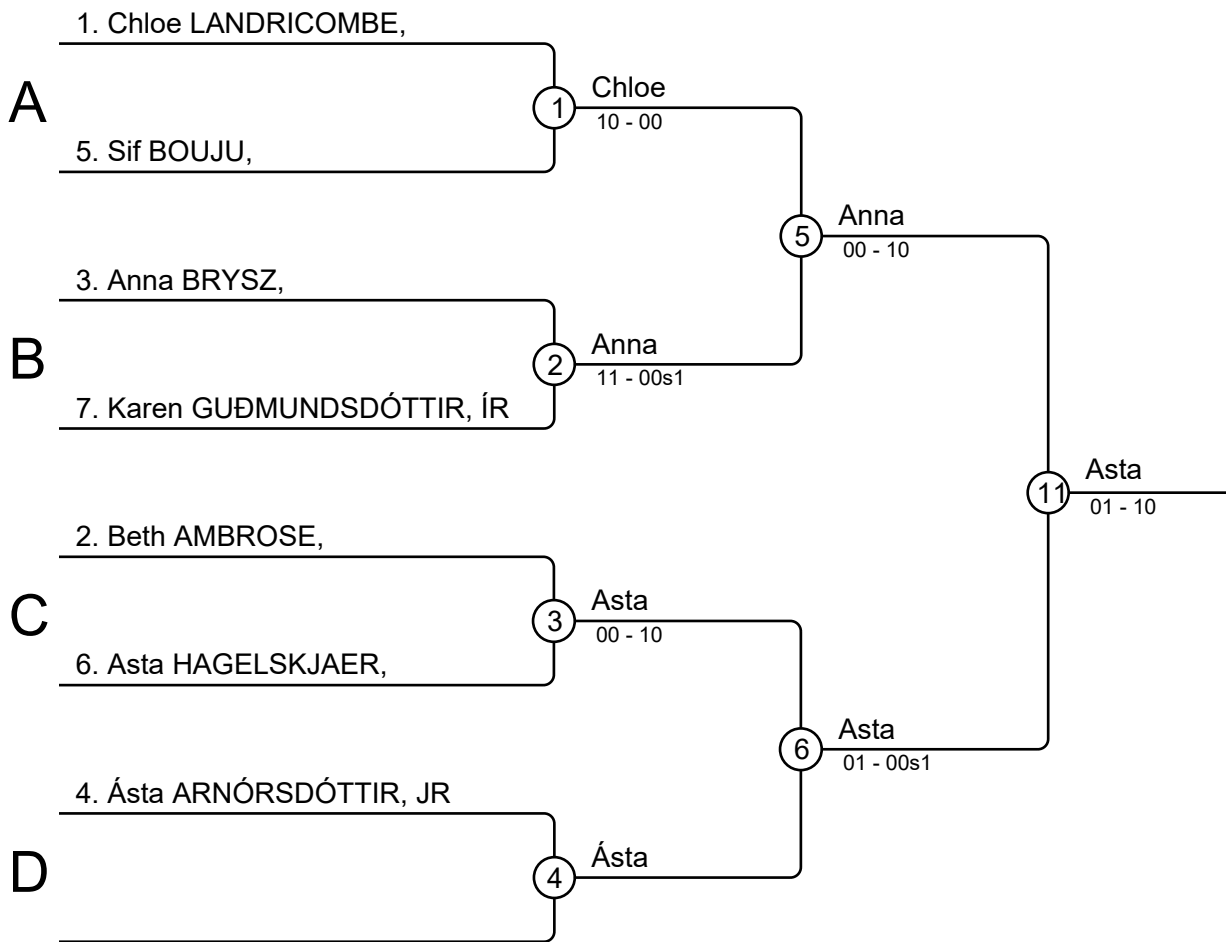 1. Chloe LANDRICOMBE,
A
1
Chloe
10 - 00
5. Sif BOUJU,
5
Anna
00 - 10
3. Anna BRYSZ,
B
2
Anna
11 - 00s1
7. Karen GUÐMUNDSDÓTTIR, ÍR
11
Asta
01 - 10
2. Beth AMBROSE,
C
3
Asta
00 - 10
6. Asta HAGELSKJAER,
6
Asta
01 - 00s1
4. Ásta ARNÓRSDÓTTIR, JR
D
4
Ásta